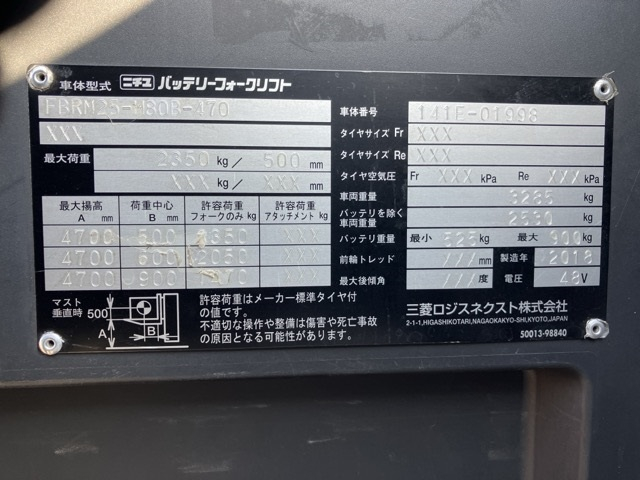 車体型式 ニチユ バッテリーフォークリフト
FBRM25-H80B-470
XXX
最大荷重 2350 kg/ 500 mm
XXX kg/ XXX mm
最大揚高 A mm 荷重中心 B mm 許容荷重 フォークのみ kg 許容荷重 アタッチメント kg
4700 500 2350 XXX
4700 600 2050 XXX
4700 900 XXX
マスト垂直時 500 A B
許容荷重はメーカー標準タイヤ付
の値です。
不適切な操作や整備は傷害や死亡事故
の原因となる可能性があります。
車体番号 141E-01998
タイヤサイズ Fr XXX
タイヤサイズ Re XXX
タイヤ空気圧 Fr XXX kPa Re XXX kPa
車両重量 kg
バッテリを除く車両重量 2530 kg
バッテリ重量 最小 525 kg 最大 900 kg
前輪トレッド /// mm 製造年 2018
最大後傾角 /// 度 電圧 48 V
三菱ロジスネクスト株式会社
2-1-1,HIGASHIKOTARI,NAGAOKAKYO-SHI,KYOTO,JAPAN
50013-98840